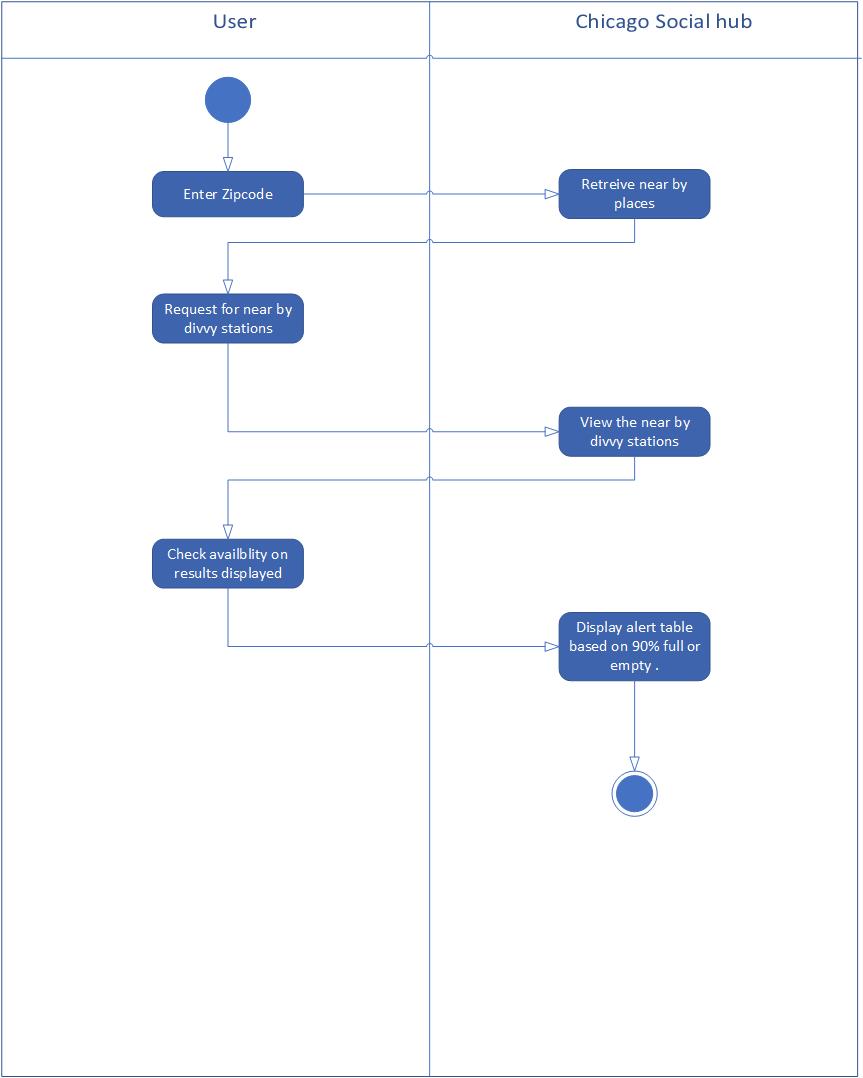 User
Chicago Social hub
Enter Zipcode
Retreive near by
places
Request for near by
divvy stations
View the near by
divvy stations
Check availblity on
results displayed
Display alert table
based on 90% full or
empty .